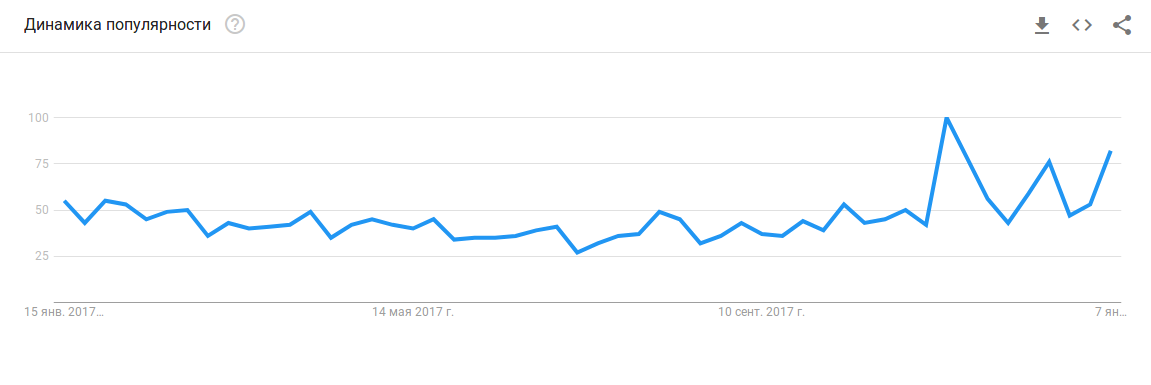 Динамика популярности
100
75
50
25
15 янв. 2017…
14 мая 2017 г.
10 сент. 2017 г.
7 ян…